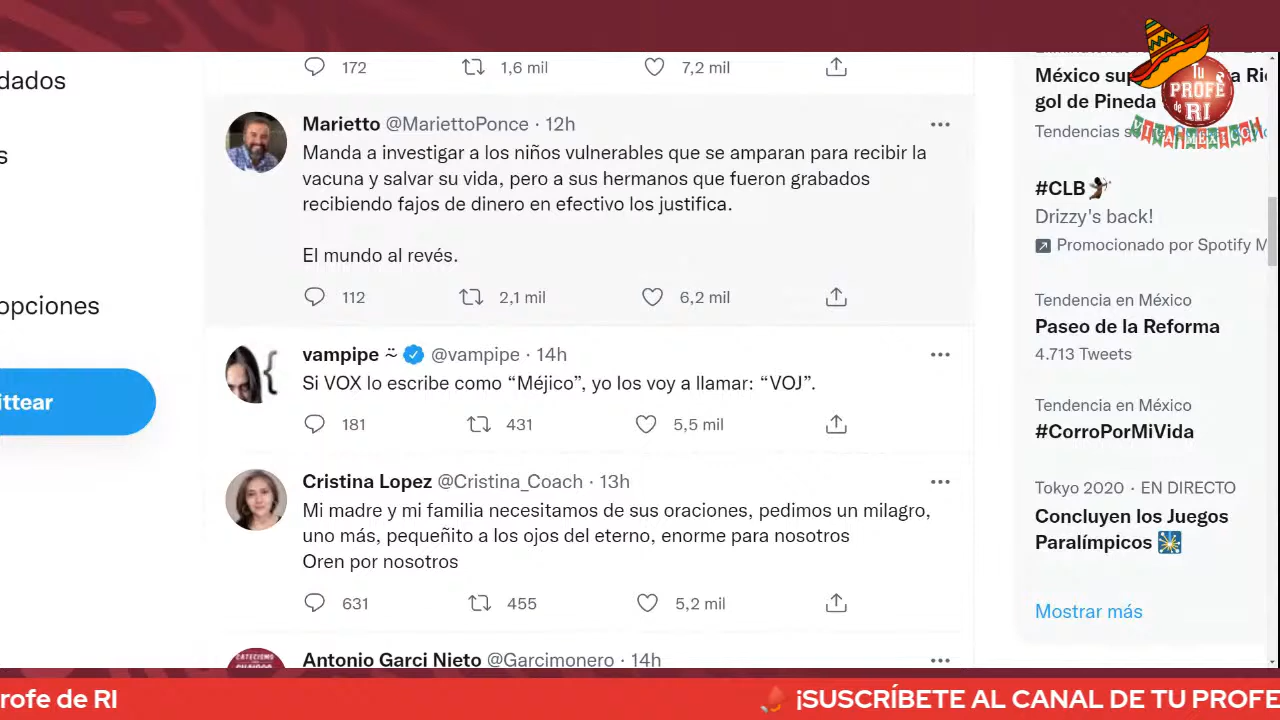 dados
s
opciones
ittear
172 1,6 mil 7,2 mil
Marietto @MariettoPonce · 12h
Manda a investigar a los niños vulnerables que se amparan para recibir la
vacuna y salvar su vida, pero a sus hermanos que fueron grabados
recibiendo fajos de dinero en efectivo los justifica.
El mundo al revés.
112 2,1 mil 6,2 mil
vampipe @vampipe · 14h
Si VOX lo escribe como “Méjico”, yo los voy a llamar: “VOJ”.
181 431 5,5 mil
Cristina Lopez @Cristina_Coach · 13h
Mi madre y mi familia necesitamos de sus oraciones, pedimos un milagro,
uno más, pequeñito a los ojos del eterno, enorme para nosotros
Oren por nosotros
631 455 5,2 mil
Antonio Garci Nieto @Garcimonero · 14h
México sup a Ri
gol de Pineda
Tendencias
Tu
PROFE
de RI
VIVA MÉXICO
#CLB
Drizzy's back!
Promocionado por Spotify M
Tendencia en México
Paseo de la Reforma
4.713 Tweets
Tendencia en México
#CorroPorMiVida
Tokyo 2020 · EN DIRECTO
Concluyen los Juegos
Paralímpicos
Mostrar más
rofe de RI ¡SUSCRÍBETE AL CANAL DE TU PROFE